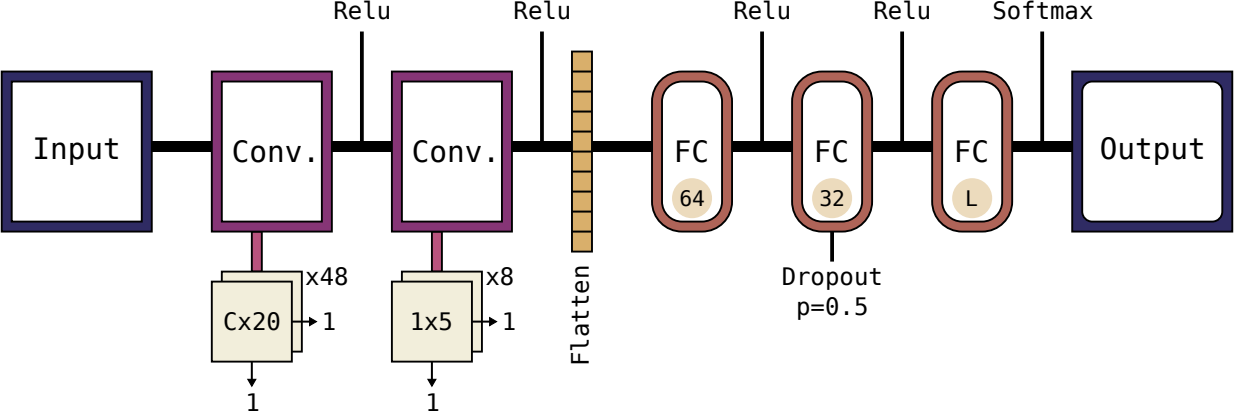 Relu
Relu
Relu
Relu
Softmax
Input
Conv.
Conv.
FC
64
FC
32
FC
L
Output
Cx20
x48
1
1
1x5
x8
1
1
Flatten
Dropout
p=0.5